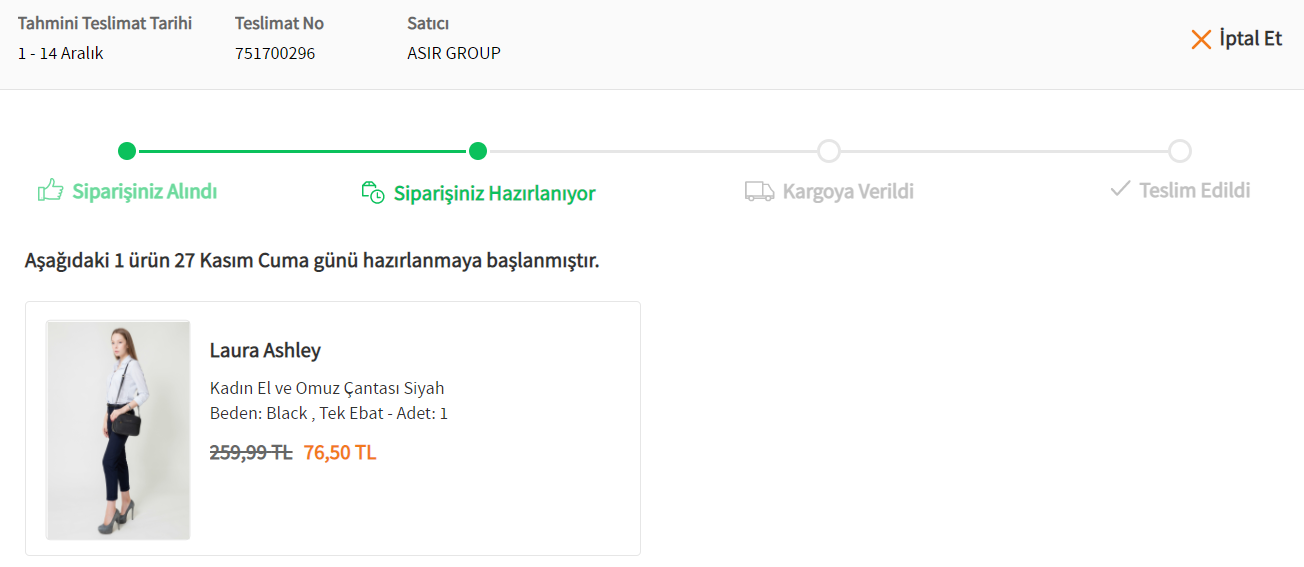 Tahmini Teslimat Tarihi
1 - 14 Aralık
Teslimat No
751700296
Satıcı
ASIR GROUP
İptal Et
Siparişiniz Alındı
Siparişiniz Hazırlanıyor
Kargoya Verildi
Teslim Edildi
Aşağıdaki 1 ürün 27 Kasım Cuma günü hazırlanmaya başlanmıştır.
Laura Ashley
Kadın El ve Omuz Çantası Siyah
Beden: Black , Tek Ebat - Adet: 1
259,99 TL 76,50 TL